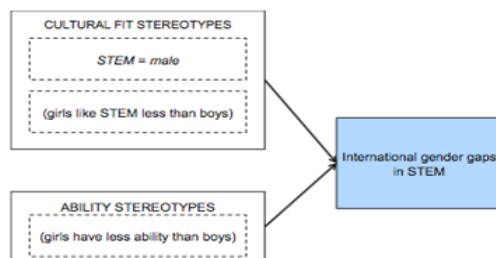 CULTURAL FIT STEREOTYPES
STEM = male
(girls like STEM less than boys)
International gender gaps
in STEM
ABILITY STEREOTYPES
(girls have less ability than boys)